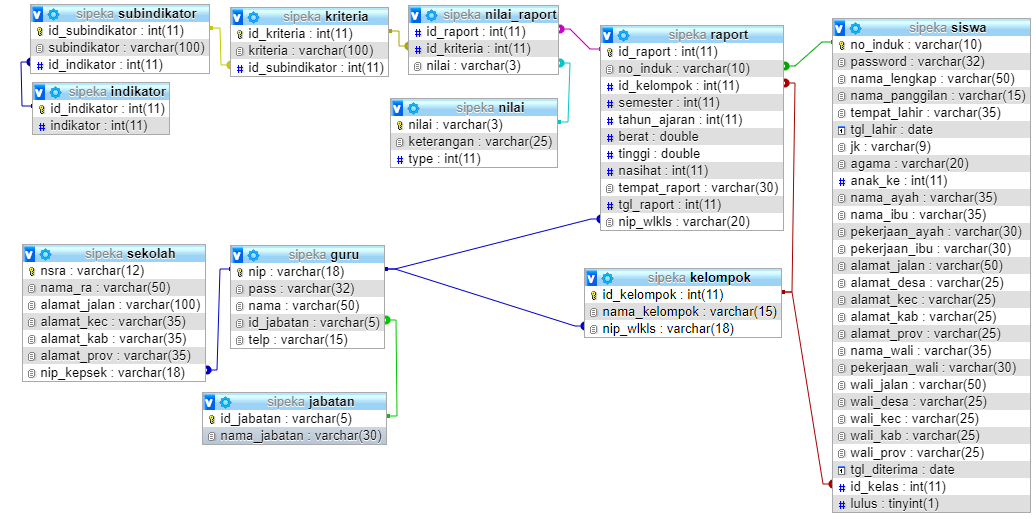 sipeka subindikator
id_subindikator : int(11)
subindikator : varchar(100)
id_indikator : int(11)
sipeka indikator
id_indikator : int(11)
indikator : int(11)
sipeka kriteria
id_kriteria : int(11)
kriteria : varchar(100)
id_subindikator : int(11)
sipeka nilai_raport
id_raport : int(11)
id_kriteria : int(11)
nilai : varchar(3)
sipeka nilai
nilai : varchar(3)
keterangan : varchar(25)
type : int(11)
sipeka raport
id_raport : int(11)
no_induk : varchar(10)
id_kelompok : int(11)
semester : int(11)
tahun_ajaran : int(11)
berat : double
tinggi : double
nasihat : int(11)
tempat_raport : varchar(30)
tgl_raport : int(11)
nip_wlkls : varchar(20)
sipeka siswa
no_induk : varchar(10)
password : varchar(32)
nama_lengkap : varchar(50)
nama_panggilan : varchar(15)
tempat_lahir : varchar(35)
tgl_lahir : date
jk : varchar(9)
agama : varchar(20)
anak_ke : int(11)
nama_ayah : varchar(35)
nama_ibu : varchar(35)
pekerjaan_ayah : varchar(30)
pekerjaan_ibu : varchar(30)
alamat_jalan : varchar(50)
alamat_desa : varchar(25)
alamat_kec : varchar(25)
alamat_kab : varchar(25)
alamat_prov : varchar(25)
nama_wali : varchar(35)
pekerjaan_wali : varchar(30)
wali_jalan : varchar(50)
wali_desa : varchar(25)
wali_kec : varchar(25)
wali_kab : varchar(25)
wali_prov : varchar(25)
tgl_diterima : date
id_kelas : int(11)
lulus : tinyint(1)
sipeka sekolah
nsra : varchar(12)
nama_ra : varchar(50)
alamat_jalan : varchar(100)
alamat_kec : varchar(35)
alamat_kab : varchar(35)
alamat_prov : varchar(35)
nip_kepsek : varchar(18)
sipeka guru
nip : varchar(18)
pass : varchar(32)
nama : varchar(50)
id_jabatan : varchar(5)
telp : varchar(15)
sipeka jabatan
id_jabatan : varchar(5)
nama_jabatan : varchar(30)
sipeka kelompok
id_kelompok : int(11)
nama_kelompok : varchar(15)
nip_wlkls : varchar(18)